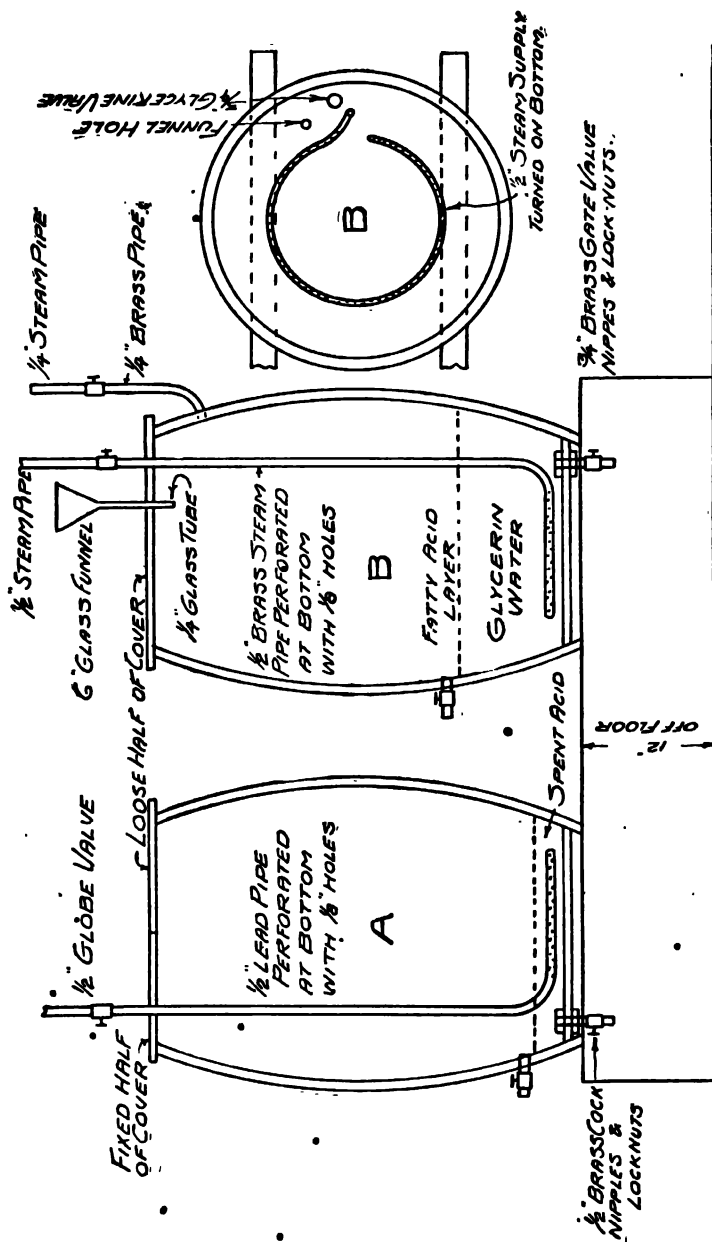 FIXED HALF
OF COVER
1/2" GLOBE VALVE
LOOSE HALF OF COVER
6" GLASS FUNNEL
1/2" STEAM PIPE
1/4" STEAM PIPE
1/4" BRASS PIPE
1/2" LEAD PIPE
PERFORATED
AT BOTTOM
WITH 1/8" HOLES
A
SPENT ACID
1/4" GLASS TUBE
1/2" BRASS STEAM
PIPE PERFORATED
AT BOTTOM
WITH 1/8" HOLES
B
FATTY ACID
LAYER
GLYCERIN
WATER
1/2" BRASS COCK
NIPPLES &
LOCKNUTS
12"
OFF FLOOR
3/4" BRASS GATE VALVE
NIPPES & LOCK NUTS.
FUNNEL HOLE
3/4" GLYCERINE VALVE
B
1/2" STEAM SUPPLY
TURNED ON BOTTOM.